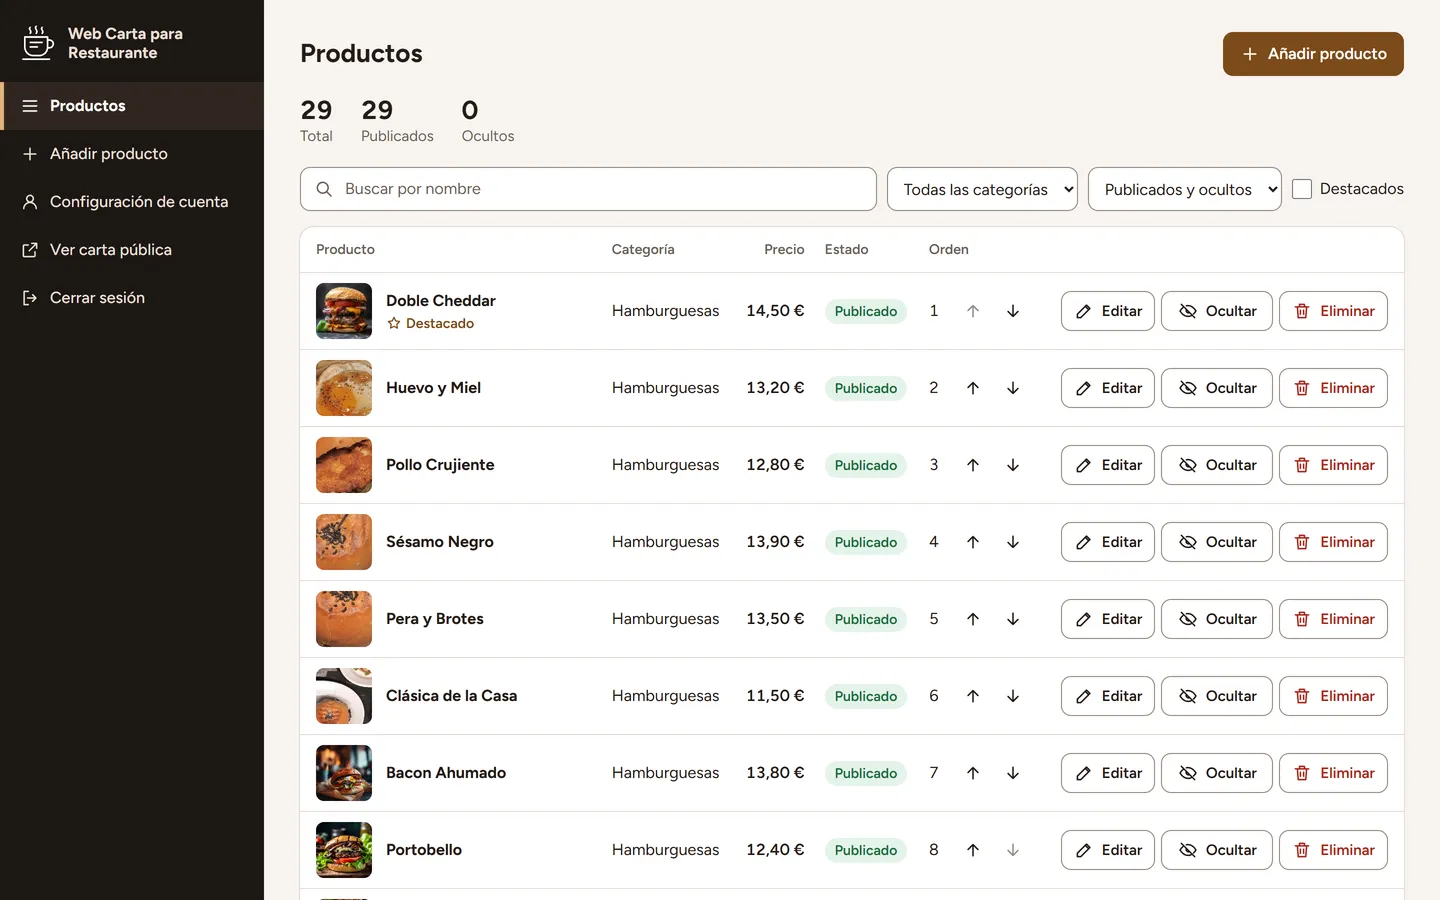 Web Carta para
Restaurante
Productos
Añadir producto
Configuración de cuenta
Ver carta pública
Cerrar sesión
Productos
Añadir producto
29 29 0
Total Publicados Ocultos
Buscar por nombre Todas las categorías Publicados y ocultos Destacados
Producto Categoría Precio Estado Orden
Doble Cheddar
Destacado
Hamburguesas 14,50 € Publicado 1 Editar Ocultar Eliminar
Huevo y Miel Hamburguesas 13,20 € Publicado 2 Editar Ocultar Eliminar
Pollo Crujiente Hamburguesas 12,80 € Publicado 3 Editar Ocultar Eliminar
Sésamo Negro Hamburguesas 13,90 € Publicado 4 Editar Ocultar Eliminar
Pera y Brotes Hamburguesas 13,50 € Publicado 5 Editar Ocultar Eliminar
Clásica de la Casa Hamburguesas 11,50 € Publicado 6 Editar Ocultar Eliminar
Bacon Ahumado Hamburguesas 13,80 € Publicado 7 Editar Ocultar Eliminar
Portobello Hamburguesas 12,40 € Publicado 8 Editar Ocultar Eliminar